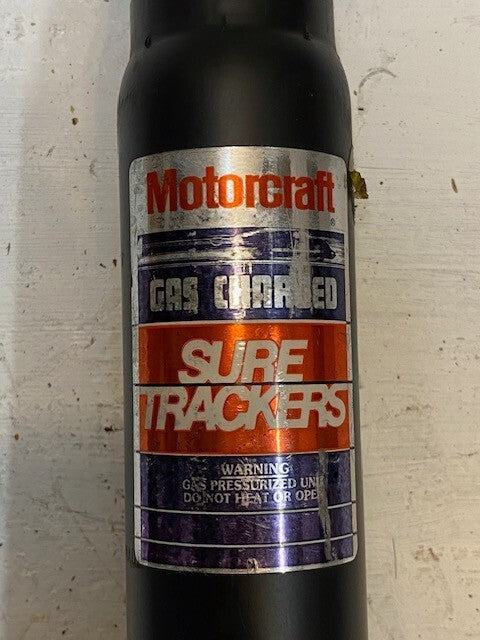 Motorcraft®
GAS CHARGED
SURE
TRACKERS
WARNING
GAS PRESSURIZED UNI
DO NOT HEAT OR OPE